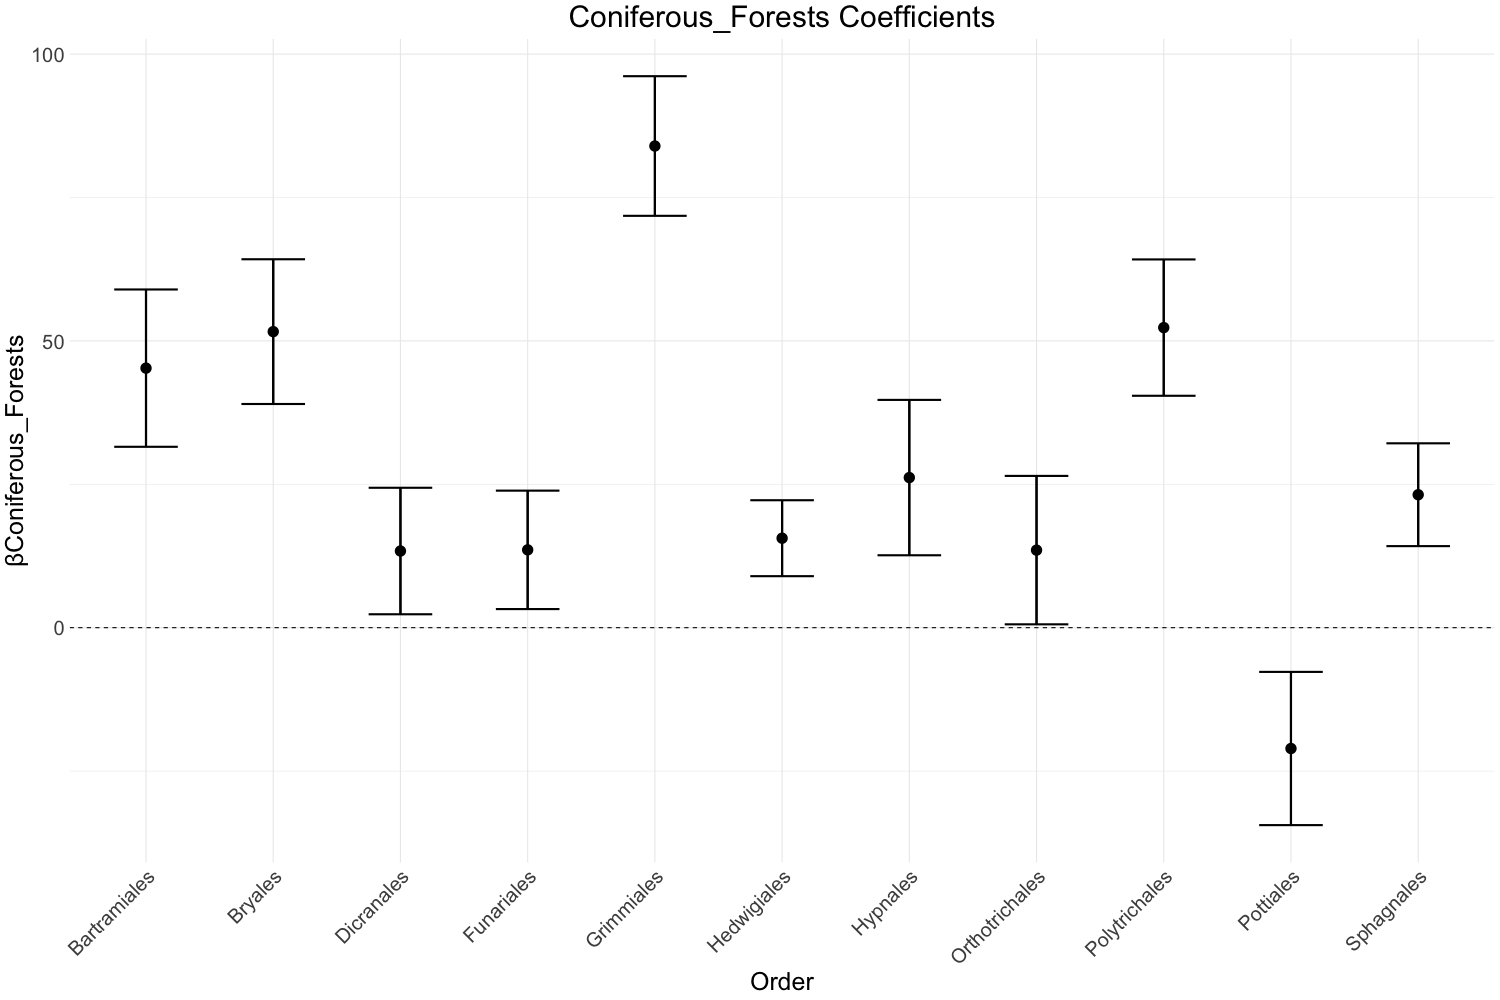 Coniferous_Forests Coefficients
100
50
0
βConiferous_Forests
Bartramiales
Bryales
Dicranales
Funariales
Grimmiales
Hedwigiales
Hypnales
Orthotrichales
Polytrichales
Pottiales
Sphagnales
Order